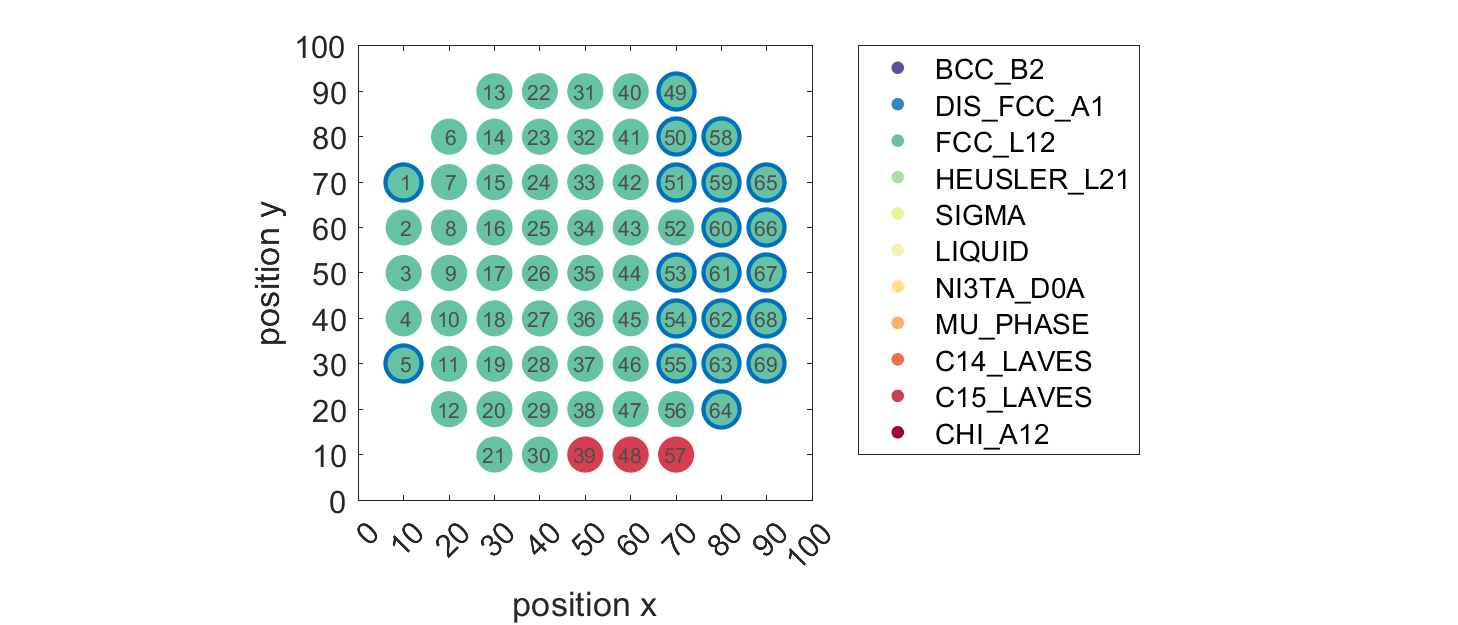 100
90
80
70
60
50
40
30
20
10
0
position y
13 22 31 40 49
6 14 23 32 41 50 58
1 7 15 24 33 42 51 59 65
2 8 16 25 34 43 52 60 66
3 9 17 26 35 44 53 61 67
4 10 18 27 36 45 54 62 68
5 11 19 28 37 46 55 63 69
12 20 29 38 47 56 64
21 30 39 48 57
0 10 20 30 40 50 60 70 80 90 100
position x
BCC_B2
DIS_FCC_A1
FCC_L12
HEUSLER_L21
SIGMA
LIQUID
NI3TA_D0A
MU_PHASE
C14_LAVES
C15_LAVES
CHI_A12